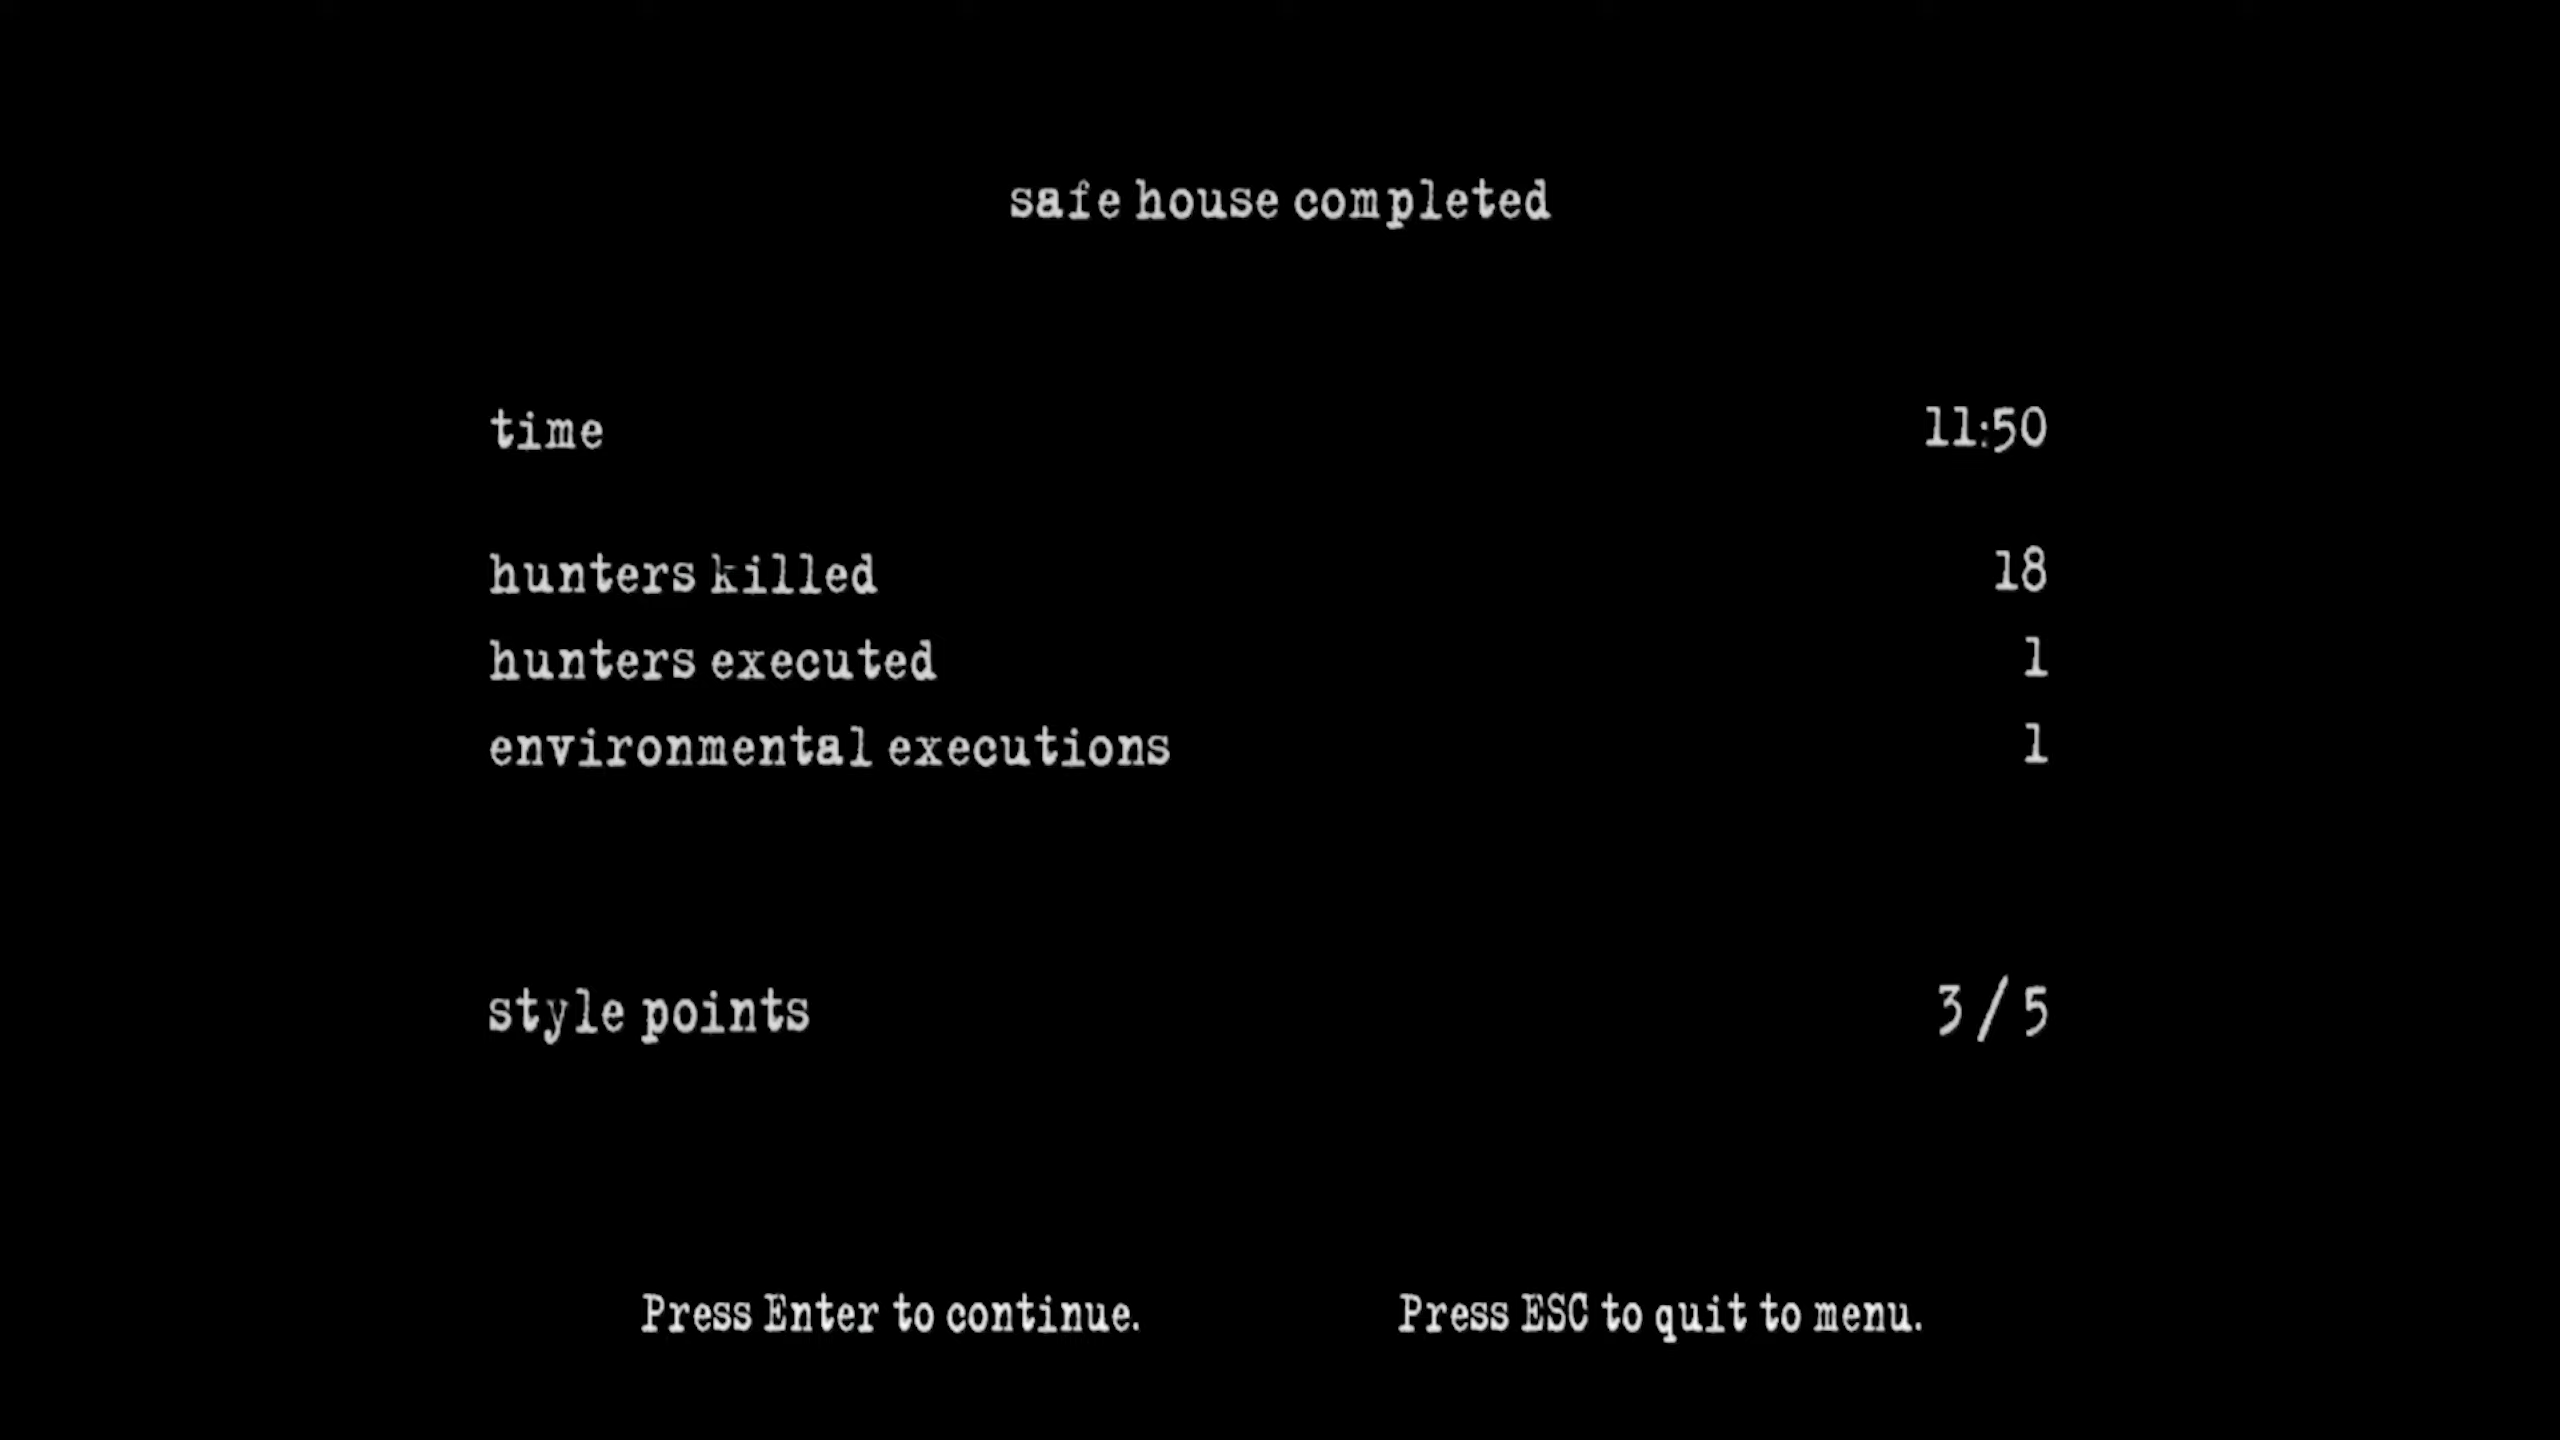 safe house completed
time 11:50
hunters killed 18
hunters executed 1
environmental executions 1
style points 3 / 5
Press Enter to continue. Press ESC to quit to menu.